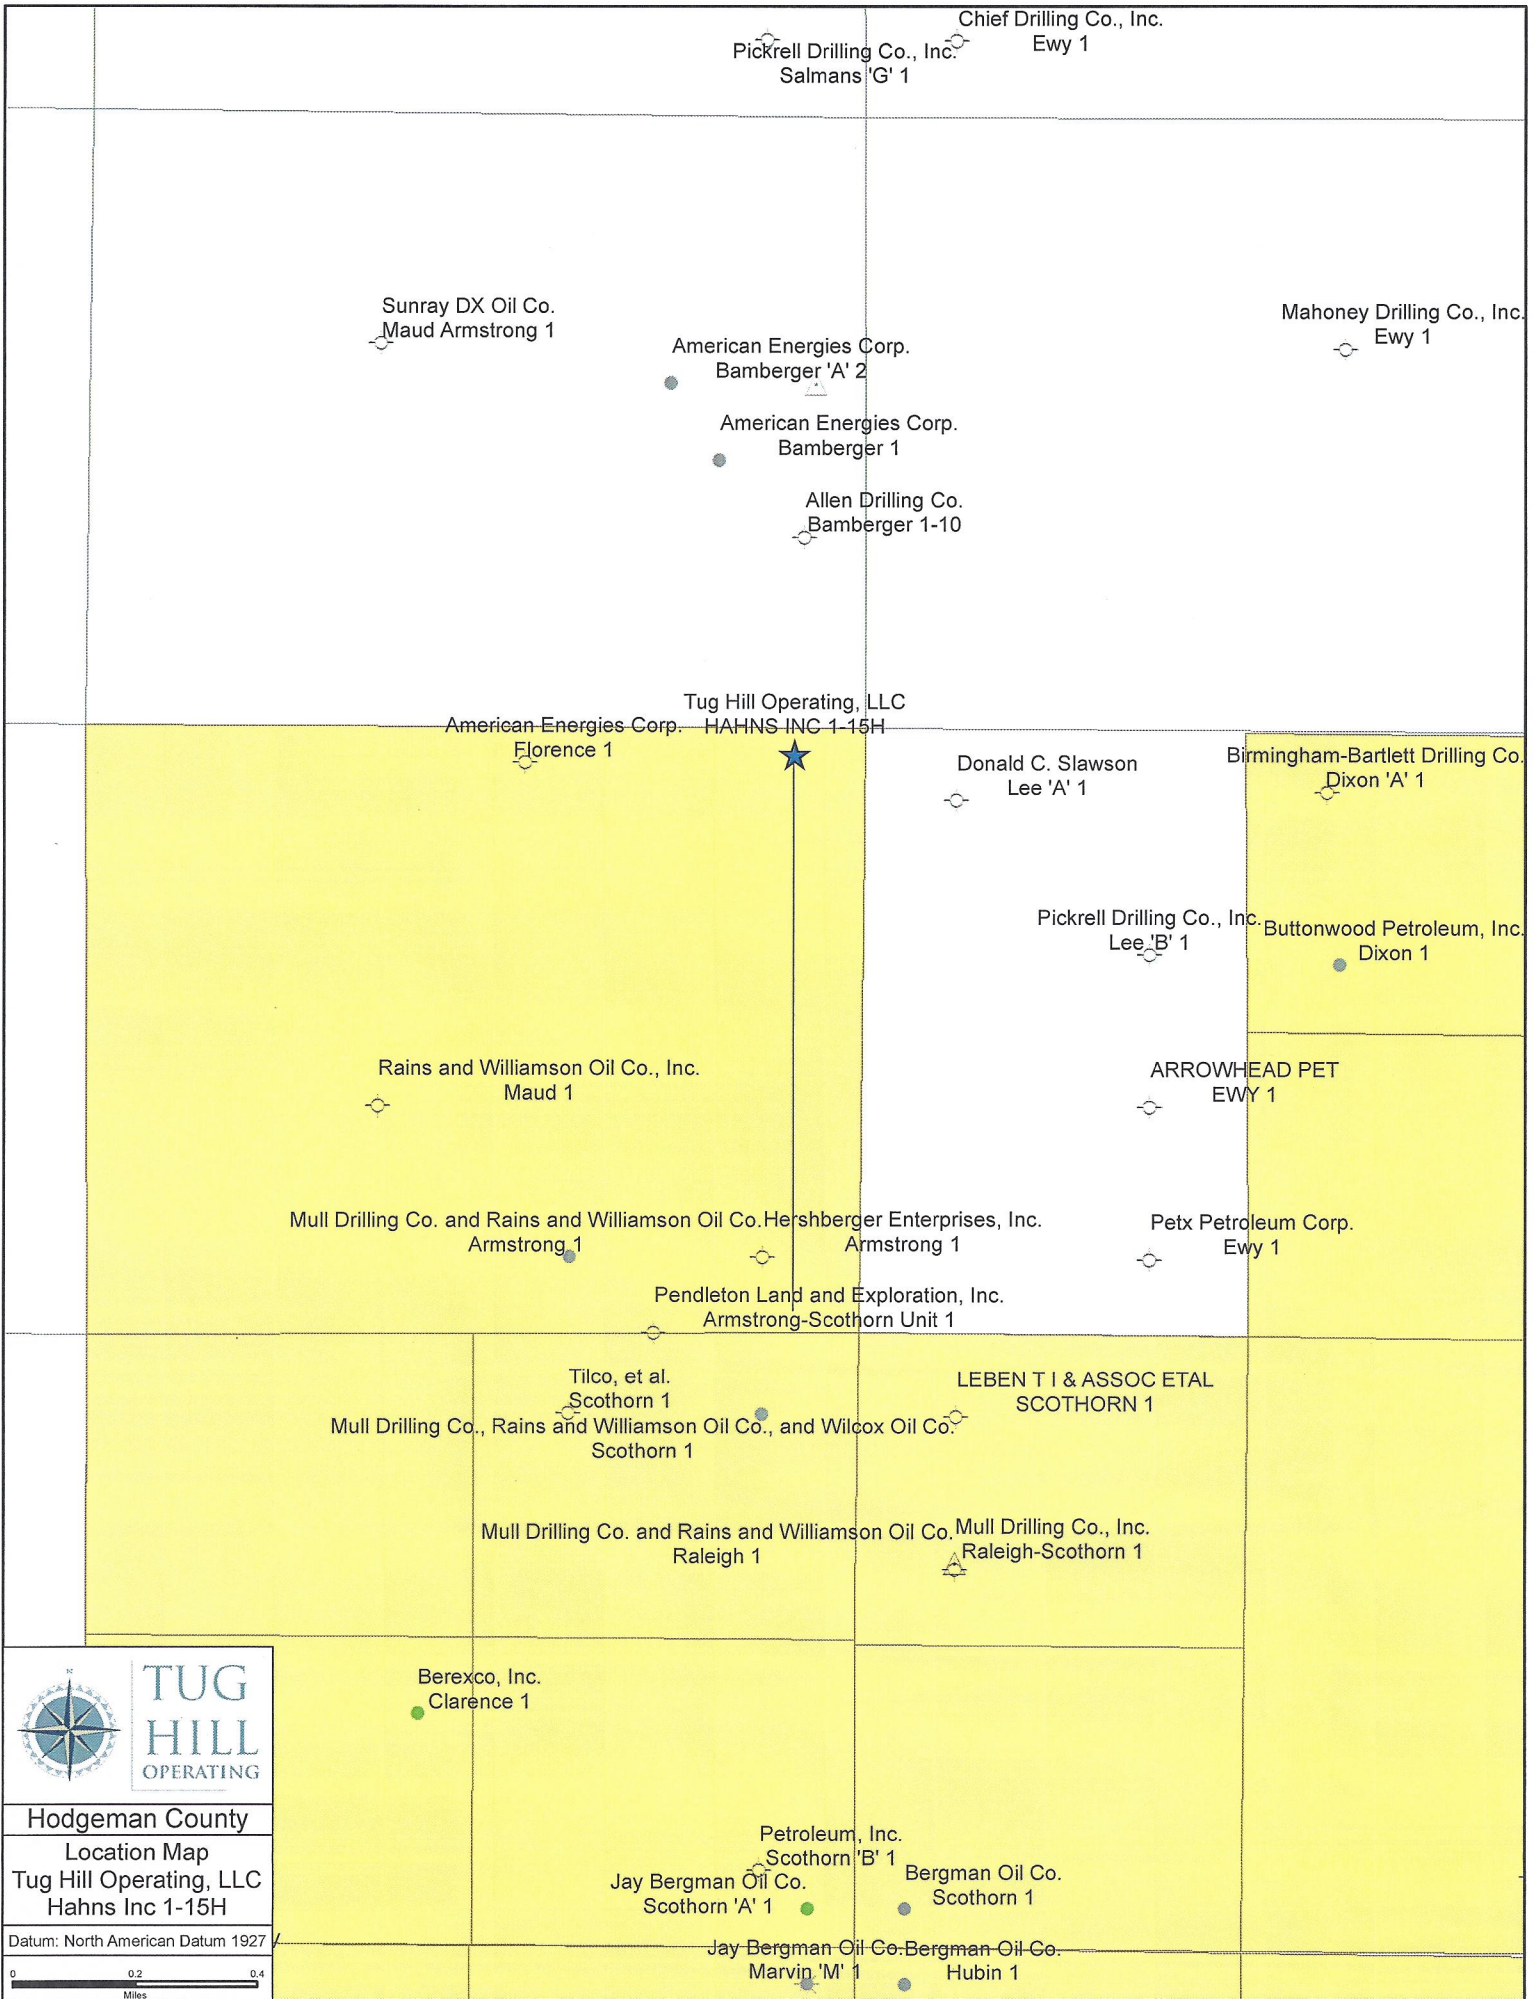 Chief Drilling Co., Inc.
Ewy 1
Pickrell Drilling Co., Inc.
Salmans 'G' 1
Sunray DX Oil Co.
Maud Armstrong 1
Mahoney Drilling Co., Inc.
Ewy 1
American Energies Corp.
Bamberger 'A' 2
American Energies Corp.
Bamberger 1
Allen Drilling Co.
Bamberger 1-10
Tug Hill Operating, LLC
HAHNS INC 1-15H
American Energies Corp.
Florence 1
Donald C. Slawson
Lee 'A' 1
Birmingham-Bartlett Drilling Co.
Dixon 'A' 1
Pickrell Drilling Co., Inc.
Lee 'B' 1
Buttonwood Petroleum, Inc.
Dixon 1
Rains and Williamson Oil Co., Inc.
Maud 1
ARROWHEAD PET
EWY 1
Mull Drilling Co. and Rains and Williamson Oil Co.
Armstrong 1
Hershberger Enterprises, Inc.
Armstrong 1
Petx Petroleum Corp.
Ewy 1
Pendleton Land and Exploration, Inc.
Armstrong-Scothorn Unit 1
Tilco, et al.
Scothorn 1
LEBEN T I & ASSOC ETAL
SCOTHORN 1
Mull Drilling Co., Rains and Williamson Oil Co., and Wilcox Oil Co.
Scothorn 1
Mull Drilling Co. and Rains and Williamson Oil Co.
Raleigh 1
Mull Drilling Co., Inc.
Raleigh-Scothorn 1
Berexco, Inc.
Clarence 1
Petroleum, Inc.
Scothorn 'B' 1
Jay Bergman Oil Co.
Scothorn 'A' 1
Bergman Oil Co.
Scothorn 1
Jay Bergman Oil Co.
Marvin 'M' 1
Bergman Oil Co.
Hubin 1
N
TUG
HILL
OPERATING
Hodgeman County
Location Map
Tug Hill Operating, LLC
Hahns Inc 1-15H
Datum: North American Datum 1927
0 0.2 0.4
Miles